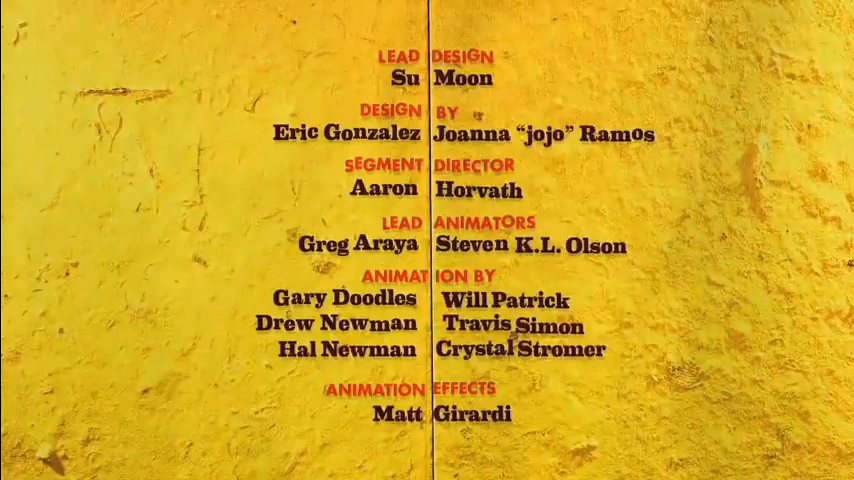 LEAD DESIGN
Su Moon
DESIGN BY
Eric Gonzalez Joanna "jojo" Ramos
SEGMENT DIRECTOR
Aaron Horvath
LEAD ANIMATORS
Greg Araya Steven K.L. Olson
ANIMATION BY
Gary Doodles Will Patrick
Drew Newman Travis Simon
Hal Newman Crystal Stromer
ANIMATION EFFECTS
Matt Girardi